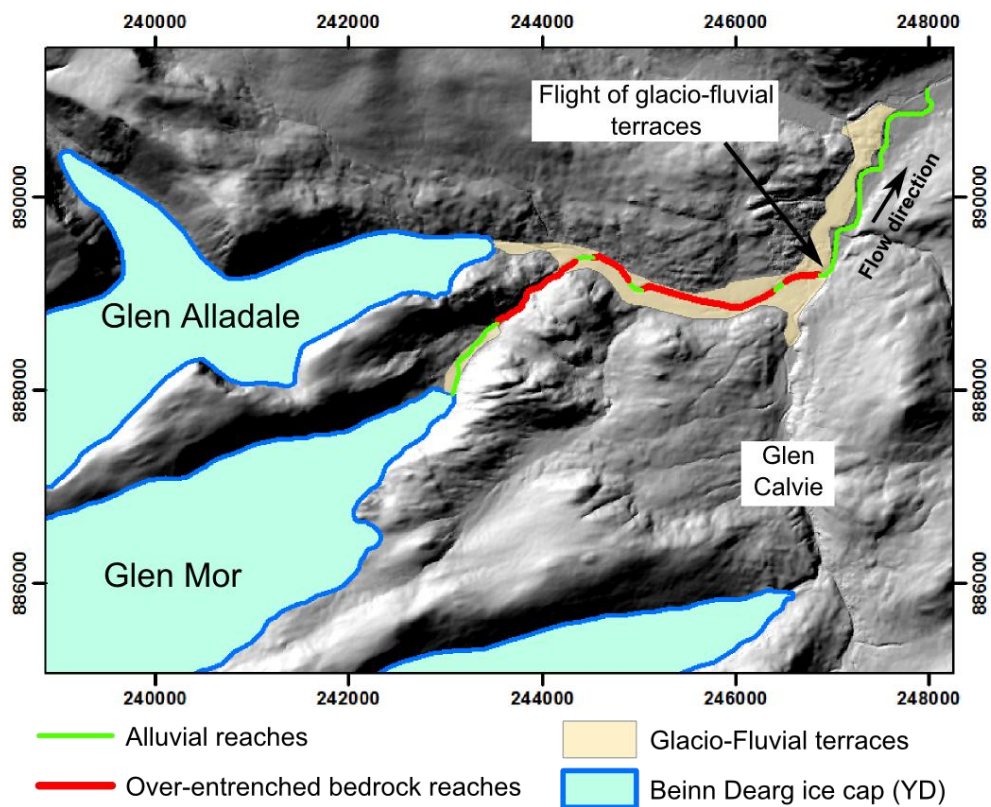 240000 242000 244000 246000 248000
Flight of glacio-fluvial
terraces
890000
890000
Flow direction
Glen Alladale
888000
888000
Glen
Calvie
Glen Mor
886000
886000
240000 242000 244000 246000 248000
Alluvial reaches
Glacio-Fluvial terraces
Over-entrenched bedrock reaches
Beinn Dearg ice cap (YD)